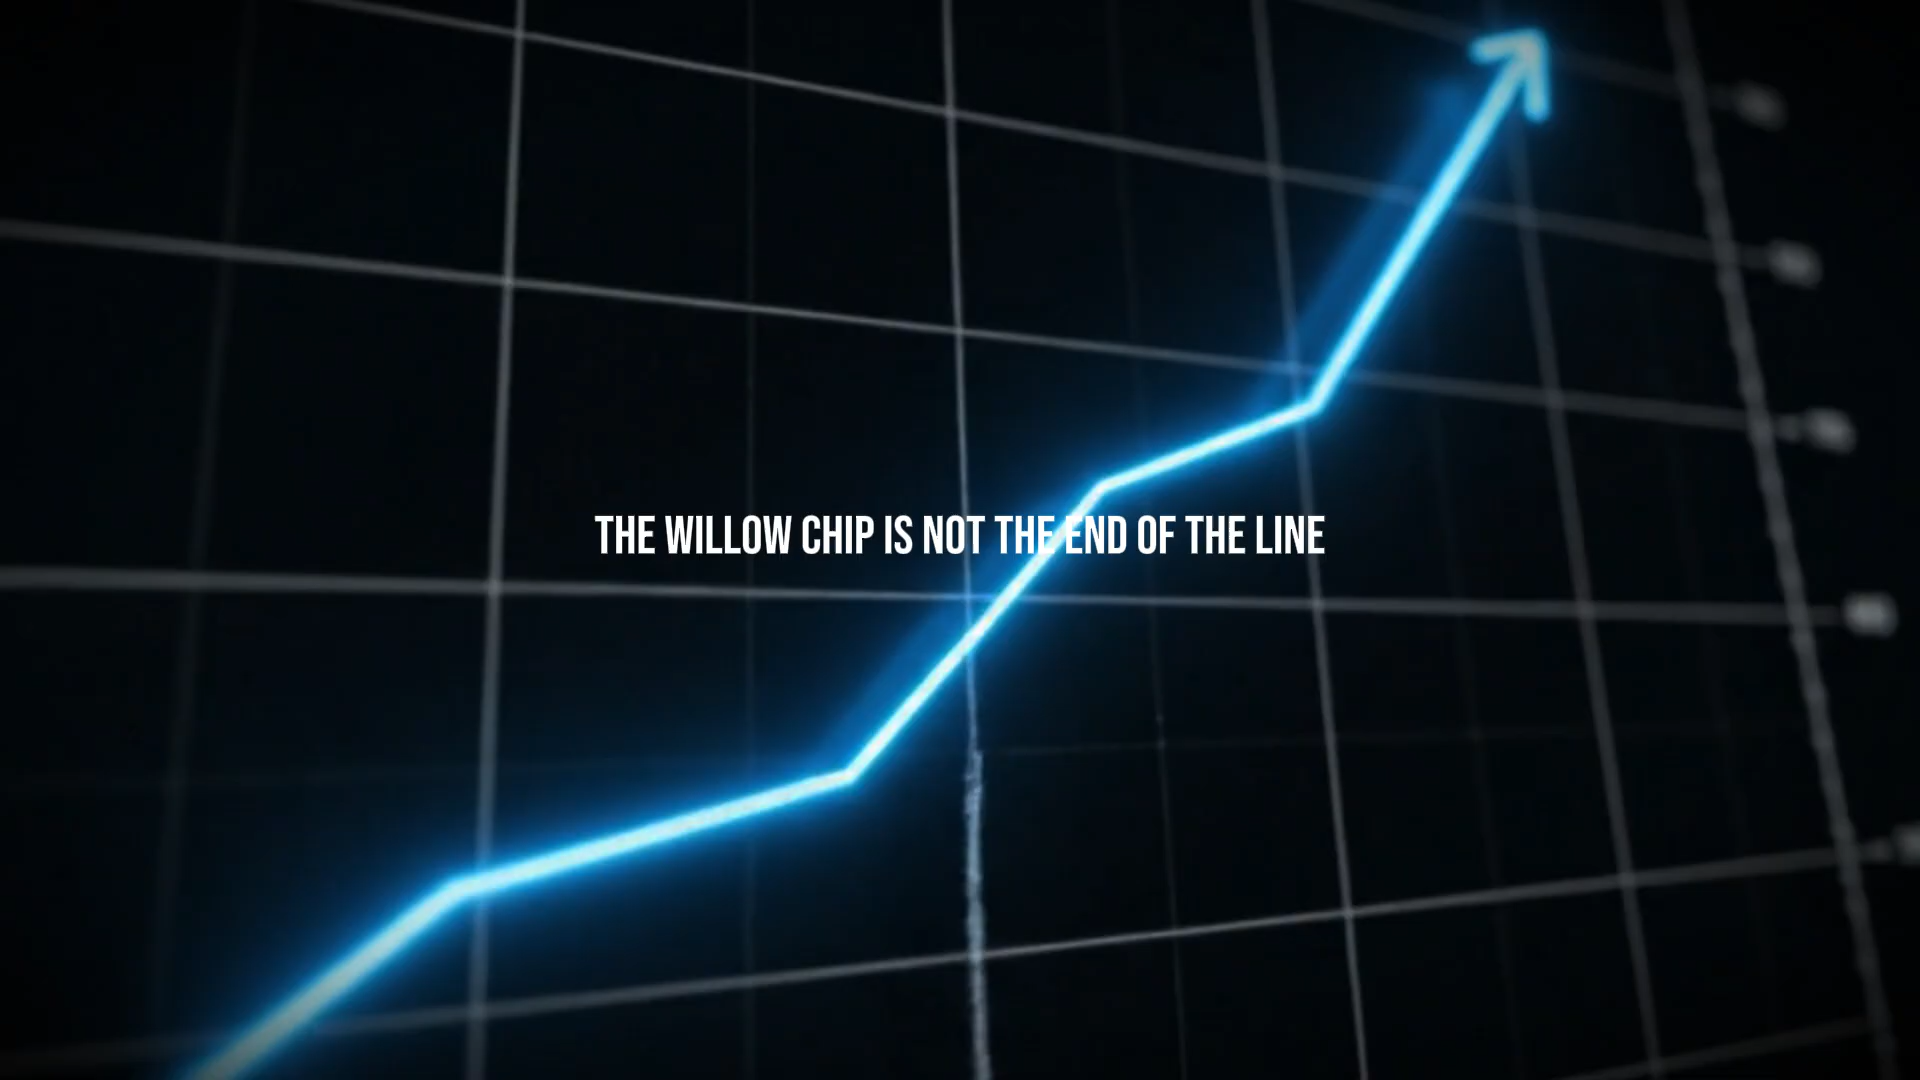 THE WILLOW CHIP IS NOT THE END OF THE LINE